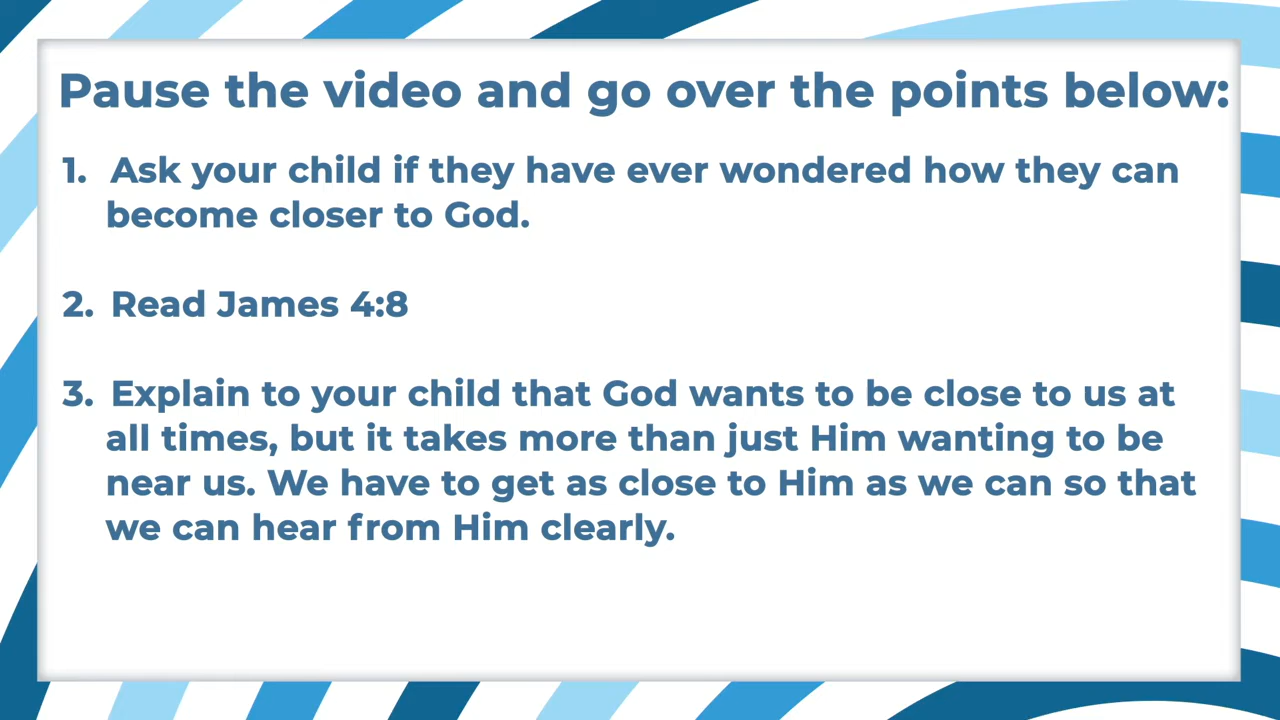 Pause the video and go over the points below:
1. Ask your child if they have ever wondered how they can
become closer to God.
2. Read James 4:8
3. Explain to your child that God wants to be close to us at
all times, but it takes more than just Him wanting to be
near us. We have to get as close to Him as we can so that
we can hear from Him clearly.